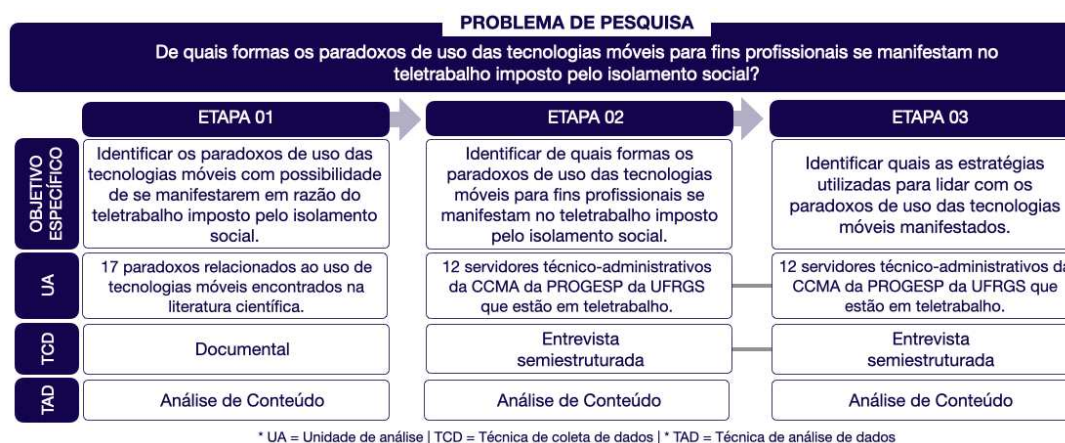 PROBLEMA DE PESQUISA
De quais formas os paradoxos de uso das tecnologias móveis para fins profissionais se manifestam no
teletrabalho imposto pelo isolamento social?
ETAPA 01
ETAPA 02
ETAPA 03
OBJETIVO
ESPECÍFICO
Identificar os paradoxos de uso das
tecnologias móveis com possibilidade
de se manifestarem em razão do
teletrabalho imposto pelo isolamento
social.
Identificar de quais formas os
paradoxos de uso das tecnologias
móveis para fins profissionais se
manifestam no teletrabalho imposto
pelo isolamento social.
Identificar quais as estratégias
utilizadas para lidar com os
paradoxos de uso das tecnologias
móveis manifestados.
UA
17 paradoxos relacionados ao uso de
tecnologias móveis encontrados na
literatura científica.
12 servidores técnico-administrativos
da CCMA da PROGESP da UFRGS
que estão em teletrabalho.
12 servidores técnico-administrativos da
CCMA da PROGESP da UFRGS que
estão em teletrabalho.
TCD
Documental
Entrevista
semiestruturada
Entrevista
semiestruturada
TAD
Análise de Conteúdo
Análise de Conteúdo
Análise de Conteúdo
* UA = Unidade de análise | TCD = Técnica de coleta de dados | * TAD = Técnica de análise de dados